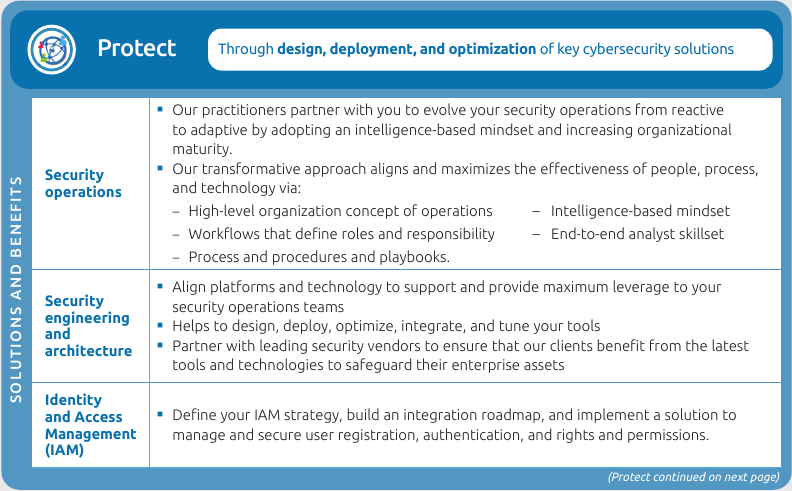 Protect
Through design, deployment, and optimization of key cybersecurity solutions
SOLUTIONS AND BENEFITS
Security
operations
▪ Our practitioners partner with you to evolve your security operations from reactive
to adaptive by adopting an intelligence-based mindset and increasing organizational
maturity.
▪ Our transformative approach aligns and maximizes the effectiveness of people, process,
and technology via:
– High-level organization concept of operations
– Workflows that define roles and responsibility
– Process and procedures and playbooks.
– Intelligence-based mindset
– End-to-end analyst skillset
Security
engineering
and
architecture
▪ Align platforms and technology to support and provide maximum leverage to your
security operations teams
▪ Helps to design, deploy, optimize, integrate, and tune your tools
▪ Partner with leading security vendors to ensure that our clients benefit from the latest
tools and technologies to safeguard their enterprise assets
Identity
and Access
Management
(IAM)
▪ Define your IAM strategy, build an integration roadmap, and implement a solution to
manage and secure user registration, authentication, and rights and permissions.
(Protect continued on next page)